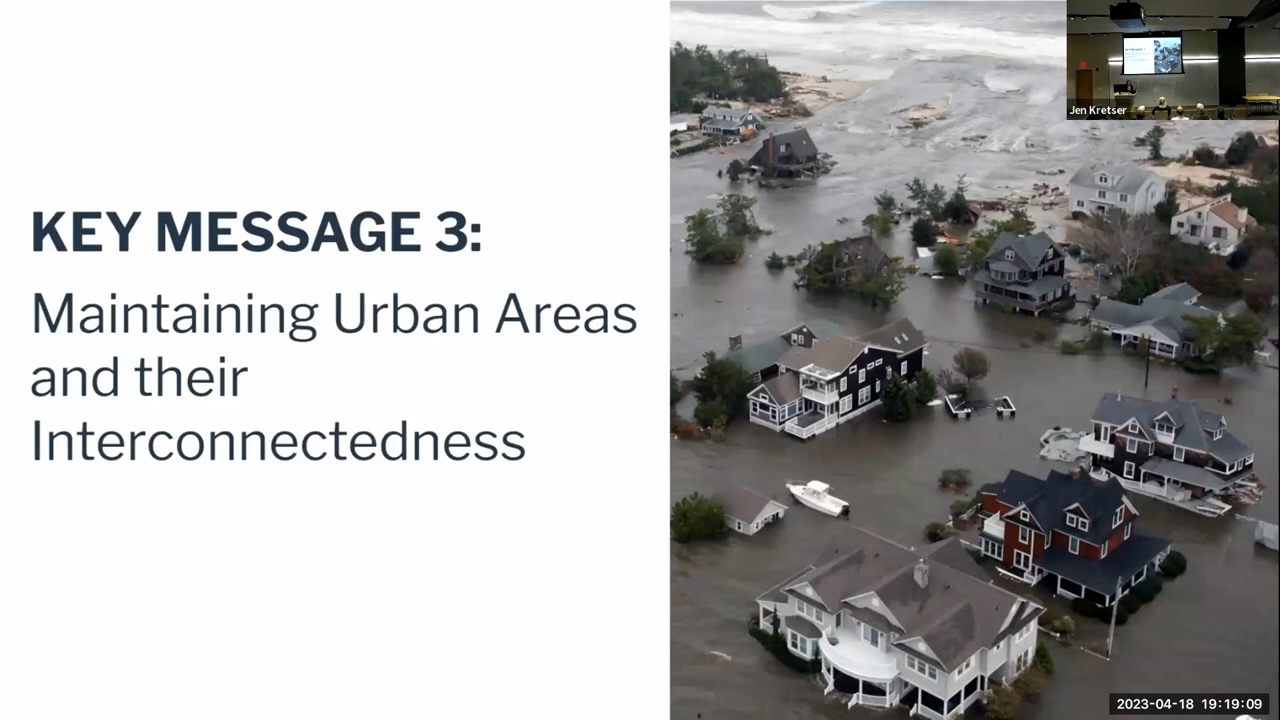 KEY MESSAGE 3:
Maintaining Urban Areas
and their
Interconnectedness
Jen Kretser
2023-04-18 19:19:09